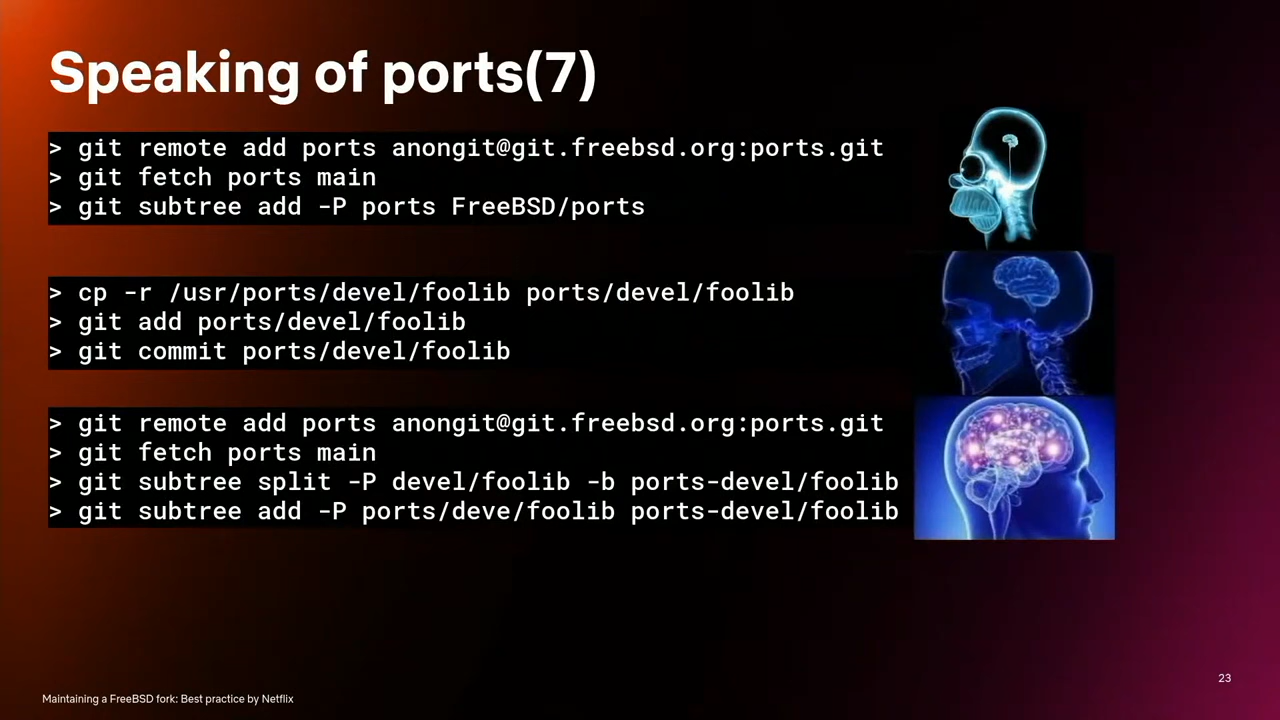 Speaking of ports(7)
> git remote add ports anongit@git.freebsd.org:ports.git
> git fetch ports main
> git subtree add -P ports FreeBSD/ports
> cp -r /usr/ports/devel/foolib ports/devel/foolib
> git add ports/devel/foolib
> git commit ports/devel/foolib
> git remote add ports anongit@git.freebsd.org:ports.git
> git fetch ports main
> git subtree split -P devel/foolib -b ports-devel/foolib
> git subtree add -P ports/deve/foolib ports-devel/foolib
23
Maintaining a FreeBSD fork: Best practice by Netflix